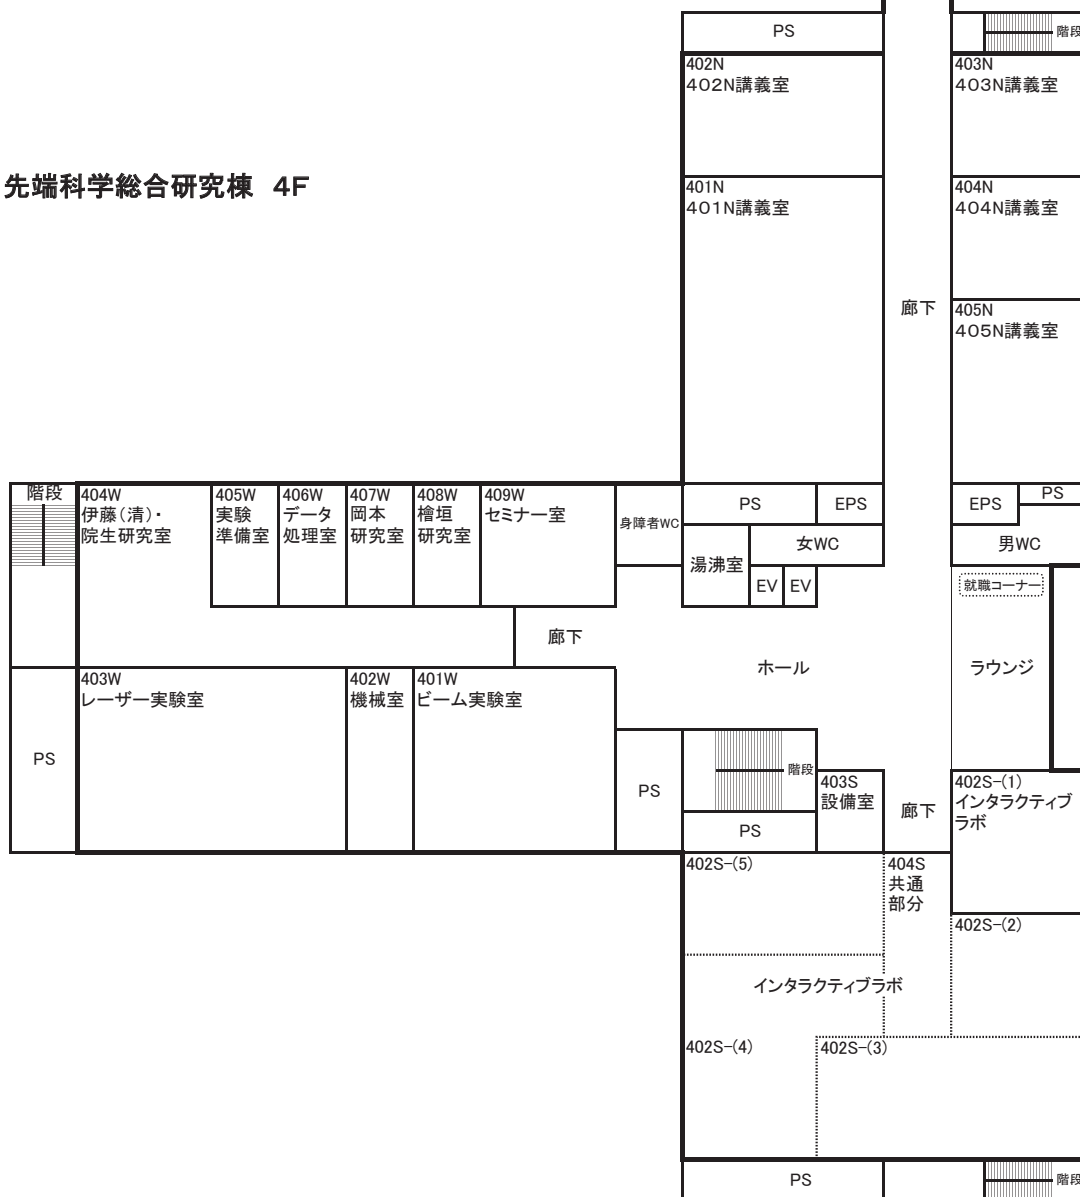 PS
階段
402N
402N講義室
403N
403N講義室
先端科学総合研究棟 4F
401N
401N講義室
404N
404N講義室
廊下
405N
405N講義室
階段
404W
伊藤(清)・
院生研究室
405W
実験
準備室
406W
データ
処理室
407W
岡本
研究室
408W
檜垣
研究室
409W
セミナー室
身障者WC
PS
EPS
EPS
PS
湯沸室
女WC
男WC
EV
EV
就職コーナー
廊下
ホール
ラウンジ
PS
403W
レーザー実験室
402W
機械室
401W
ビーム実験室
PS
階段
PS
403S
設備室
廊下
402S-(1)
インタラクティブ
ラボ
402S-(5)
404S
共通
部分
402S-(2)
インタラクティブラボ
402S-(4)
402S-(3)
PS
階段